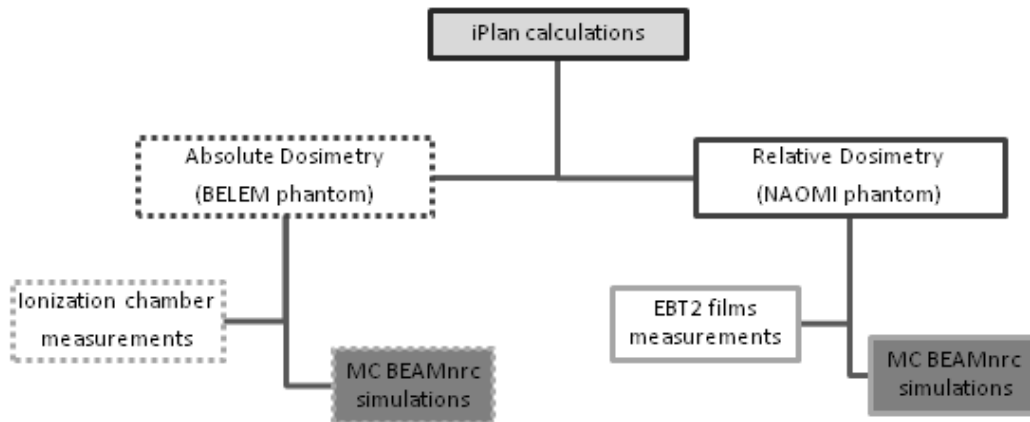 iPlan calculations
Absolute Dosimetry
(BELEM phantom)
Relative Dosimetry
(NAOMI phantom)
Ionization chamber
measurements
EBT2 films
measurements
MC BEAMnrc
simulations
MC BEAMnrc
simulations